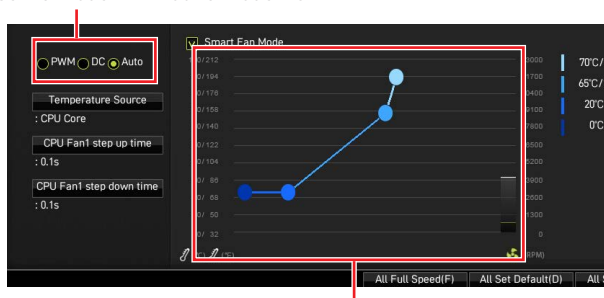 PWM DC Auto
Smart Fan Mode
Temperature Source
: CPU Core
CPU Fan1 step up time
: 0.1s
CPU Fan1 step down time
: 0.1s
0/212
0/194
0/176
0/158
0/140
0/122
0/104
0/ 86
0/ 68
0/ 50
0/ 32
(°F)
3000
1700
0400
9100
7800
6500
5200
3900
2600
1300
0
(RPM)
70°C/
65°C/
20°C
0°C
All Full Speed(F) All Set Default(D) All